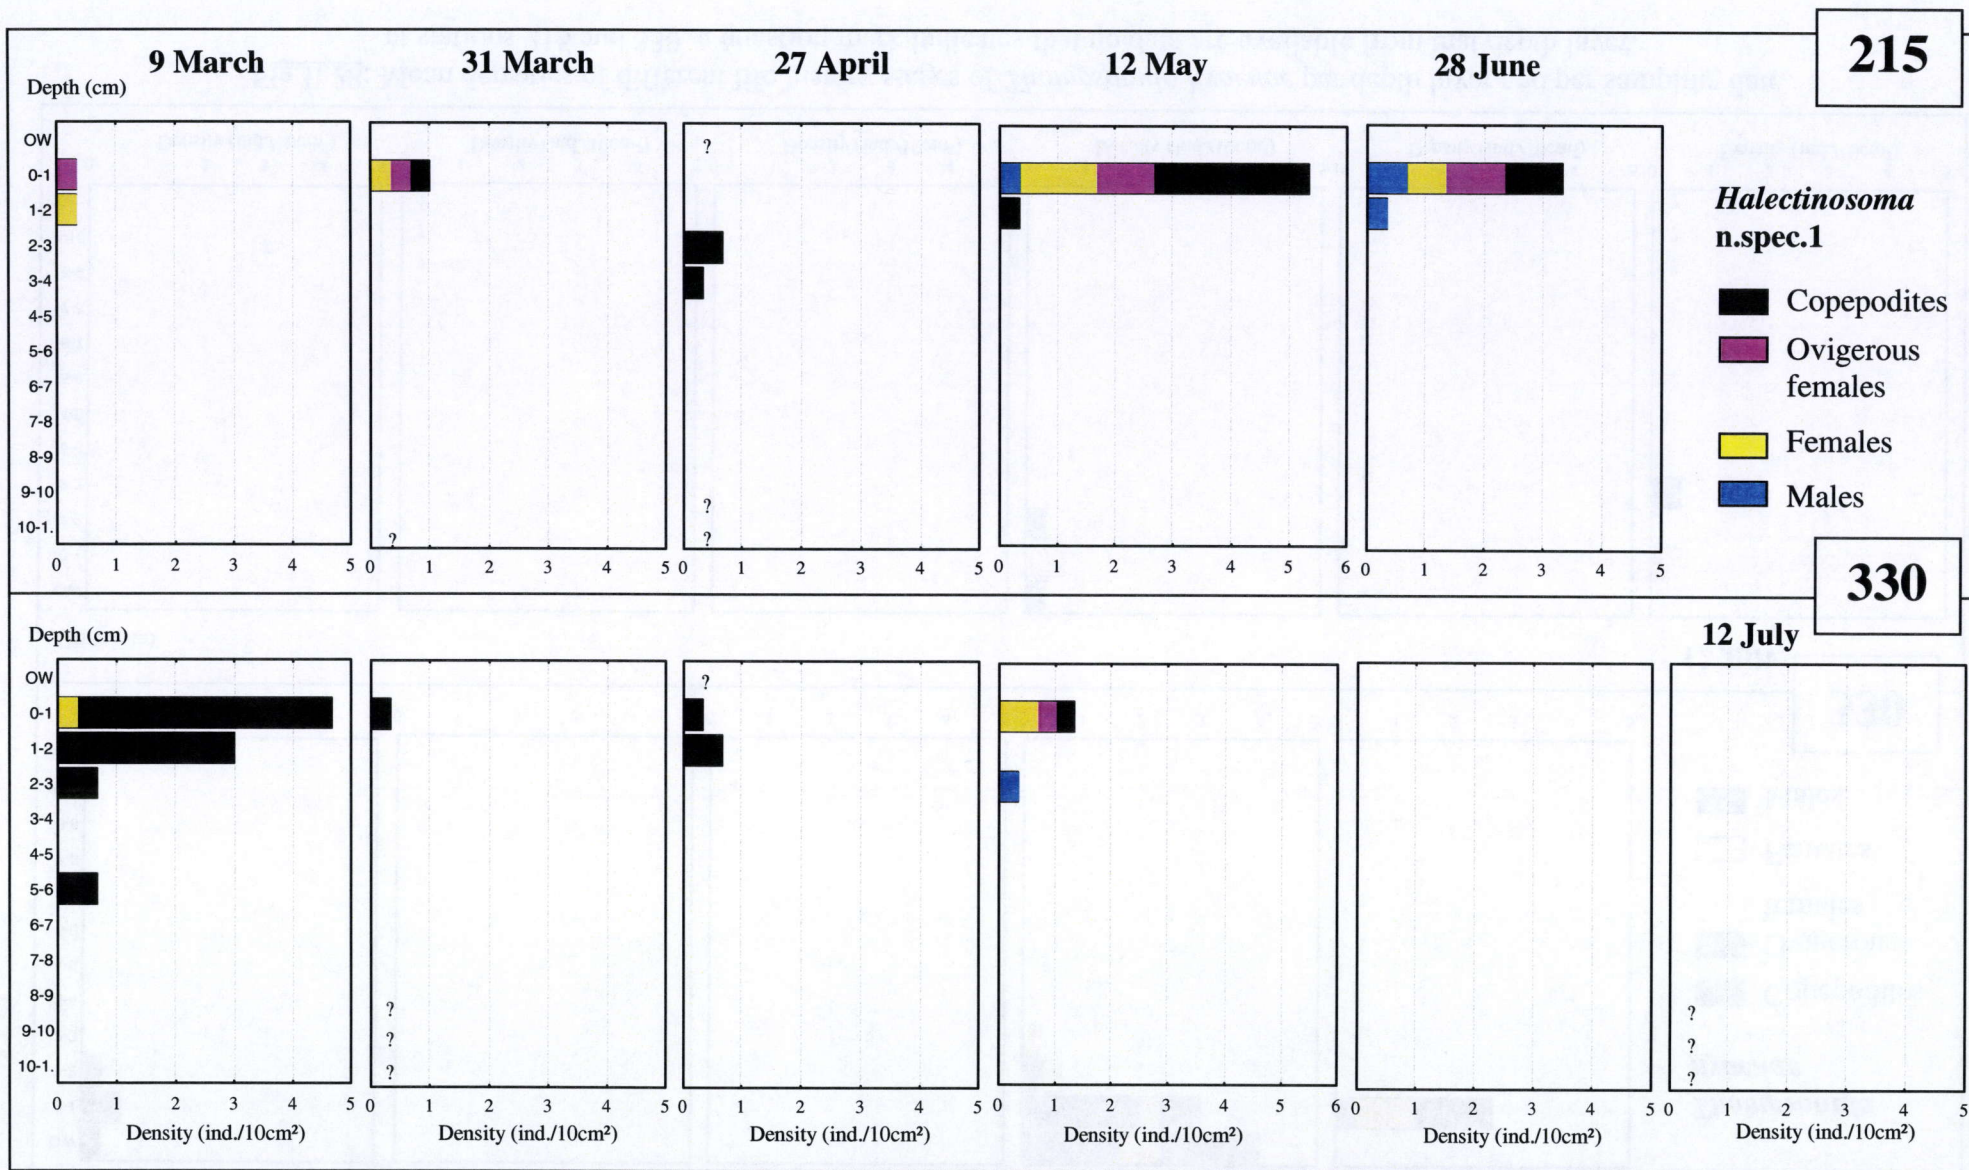 215
9 March 31 March 27 April 12 May 28 June
Depth (cm)
OW ?
0-1
1-2
2-3
3-4
4-5
5-6
6-7
7-8
8-9
9-10 ?
10-1. ? ?
0 1 2 3 4 5 0 1 2 3 4 5 0 1 2 3 4 5 0 1 2 3 4 5 6 0 1 2 3 4 5
Halectinosoma
n.spec.1
Copepodites
Ovigerous
females
Females
Males
330
12 July
Depth (cm)
OW ?
0-1
1-2
2-3
3-4
4-5
5-6
6-7
7-8
8-9 ? ?
9-10 ? ?
10-1. ? ?
0 1 2 3 4 5 0 1 2 3 4 5 0 1 2 3 4 5 0 1 2 3 4 5 6 0 1 2 3 4 5 0 1 2 3 4 5
Density (ind./10cm²) Density (ind./10cm²) Density (ind./10cm²) Density (ind./10cm²) Density (ind./10cm²) Density (ind./10cm²)